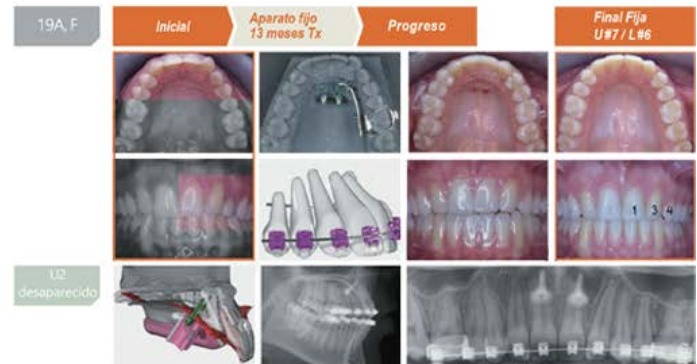 19A, F
Inicial
Aparato fijo
13 meses Tx
Progreso
Final Fija
U#7 / L#6
1 3 4
U2
desaparecido